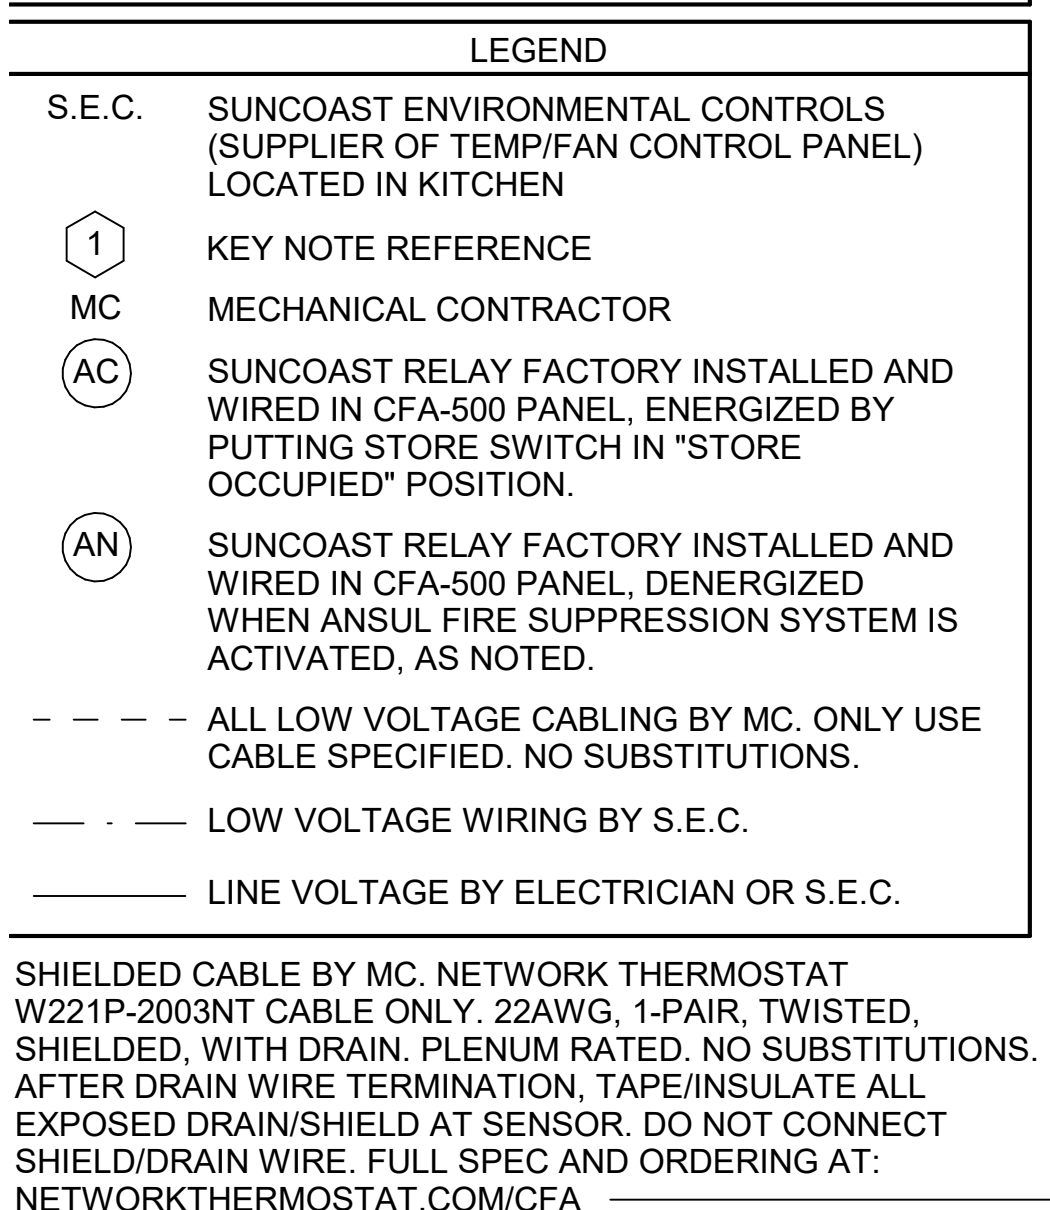 LEGEND
S.E.C. SUNCOAST ENVIRONMENTAL CONTROLS
(SUPPLIER OF TEMP/FAN CONTROL PANEL)
LOCATED IN KITCHEN
1 KEY NOTE REFERENCE
MC MECHANICAL CONTRACTOR
AC SUNCOAST RELAY FACTORY INSTALLED AND
WIRED IN CFA-500 PANEL, ENERGIZED BY
PUTTING STORE SWITCH IN "STORE
OCCUPIED" POSITION.
AN SUNCOAST RELAY FACTORY INSTALLED AND
WIRED IN CFA-500 PANEL, DENERGIZED
WHEN ANSUL FIRE SUPPRESSION SYSTEM IS
ACTIVATED, AS NOTED.
ALL LOW VOLTAGE CABLING BY MC. ONLY USE
CABLE SPECIFIED. NO SUBSTITUTIONS.
LOW VOLTAGE WIRING BY S.E.C.
LINE VOLTAGE BY ELECTRICIAN OR S.E.C.
SHIELDED CABLE BY MC. NETWORK THERMOSTAT
W221P-2003NT CABLE ONLY. 22AWG, 1-PAIR, TWISTED,
SHIELDED, WITH DRAIN. PLENUM RATED. NO SUBSTITUTIONS.
AFTER DRAIN WIRE TERMINATION, TAPE/INSULATE ALL
EXPOSED DRAIN/SHIELD AT SENSOR. DO NOT CONNECT
SHIELD/DRAIN WIRE. FULL SPEC AND ORDERING AT:
NETWORKTHERMOSTAT.COM/CFA